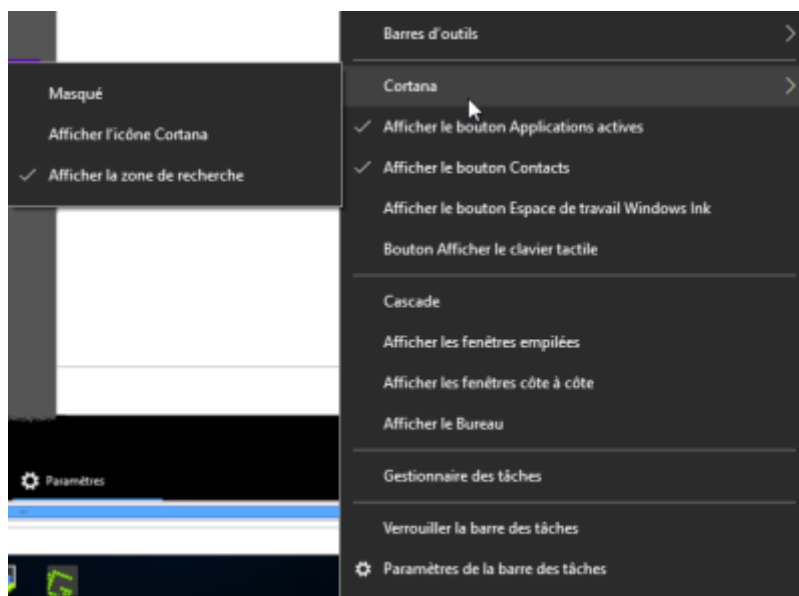 Barres d'outils
Cortana
Masqué
Afficher l'icône Cortana
Afficher la zone de recherche
Afficher le bouton Applications actives
Afficher le bouton Contacts
Afficher le bouton Espace de travail Windows Ink
Bouton Afficher le clavier tactile
Cascade
Afficher les fenêtres empilées
Afficher les fenêtres côte à côte
Afficher le Bureau
Gestionnaire des tâches
Verrouiller la barre des tâches
Paramètres de la barre des tâches
Paramètres